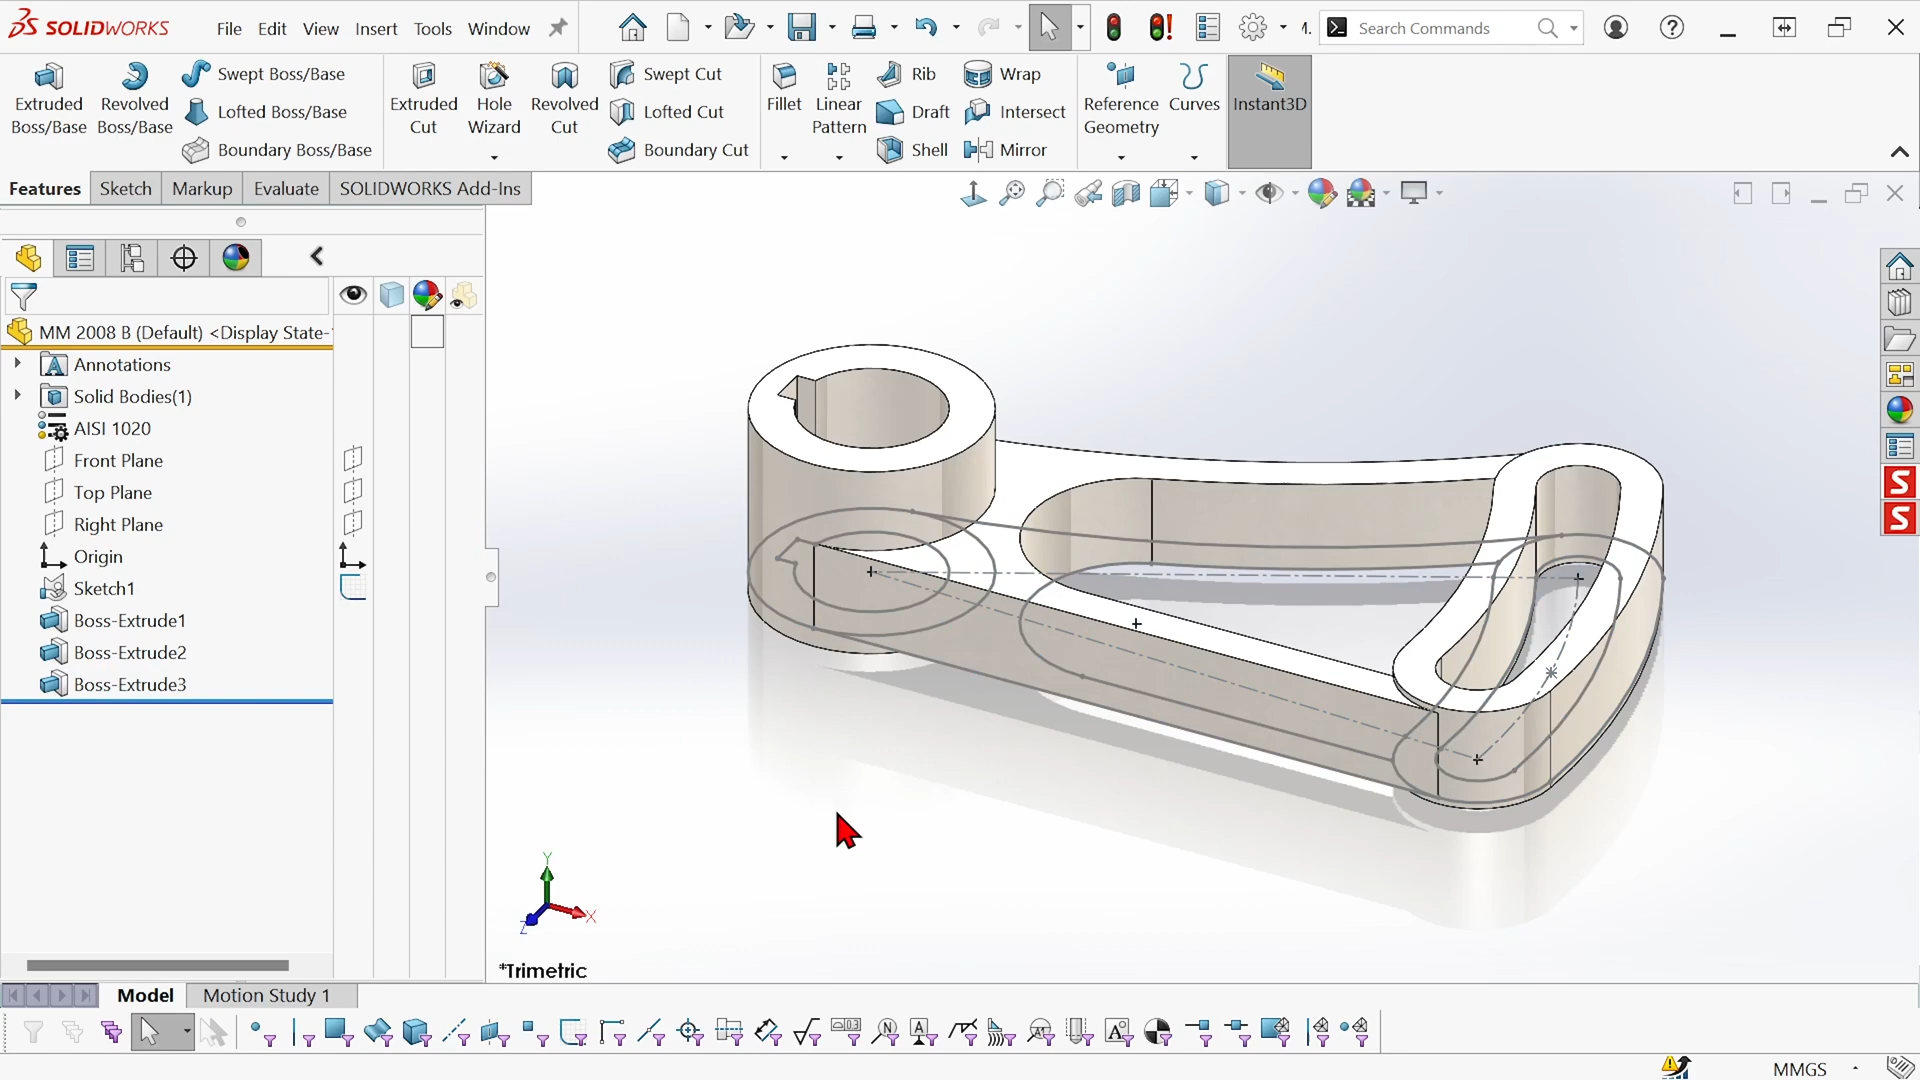 SOLIDWORKS
File Edit View Insert Tools Window
Search Commands
Extruded Boss/Base
Revolved Boss/Base
Swept Boss/Base
Lofted Boss/Base
Boundary Boss/Base
Extruded Cut
Hole Wizard
Revolved Cut
Swept Cut
Lofted Cut
Boundary Cut
Fillet
Linear Pattern
Rib
Draft
Shell
Wrap
Intersect
Mirror
Reference Geometry
Curves
Instant3D
Features Sketch Markup Evaluate SOLIDWORKS Add-Ins
MM 2008 B (Default) <Display State-
Annotations
Solid Bodies(1)
AISI 1020
Front Plane
Top Plane
Right Plane
Origin
Sketch1
Boss-Extrude1
Boss-Extrude2
Boss-Extrude3
Y
X
Z
*Trimetric
Model Motion Study 1
MMGS